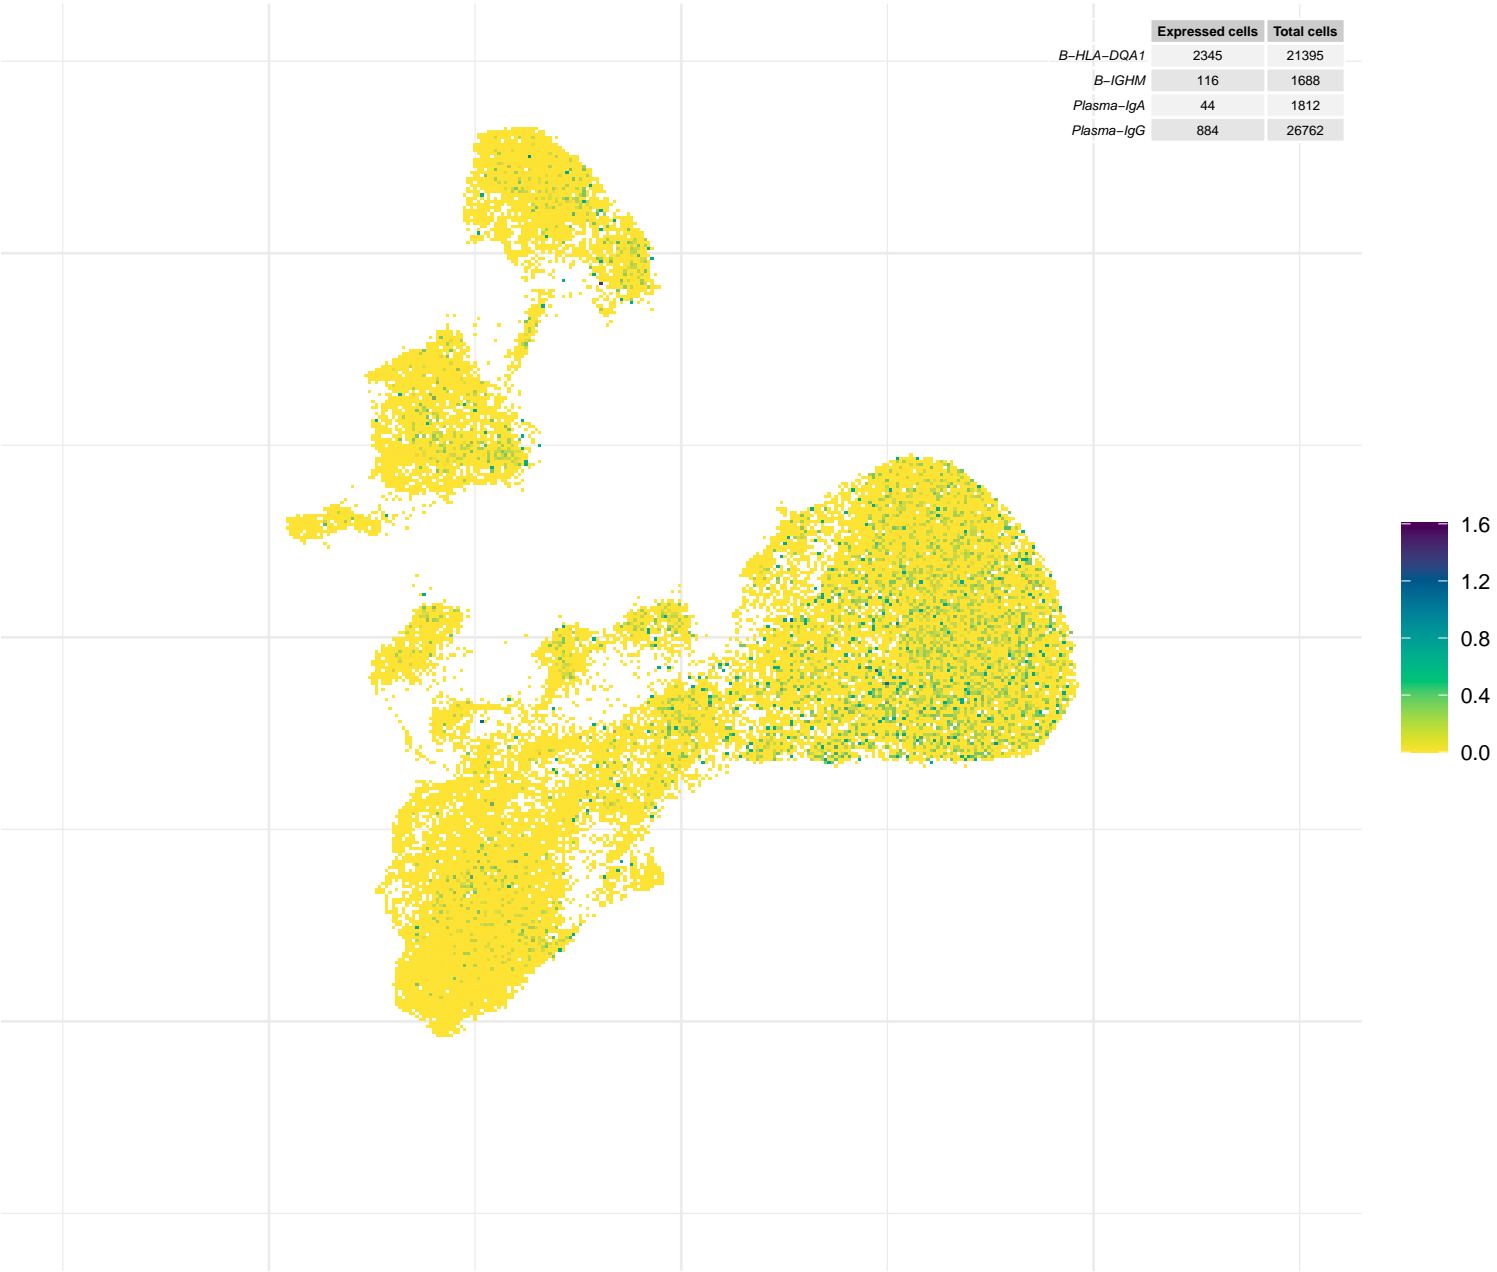 Expressed cells Total cells
B-HLA-DQA1 2345 21395
B-IGHM 116 1688
Plasma-IgA 44 1812
Plasma-IgG 884 26762
1.6
1.2
0.8
0.4
0.0